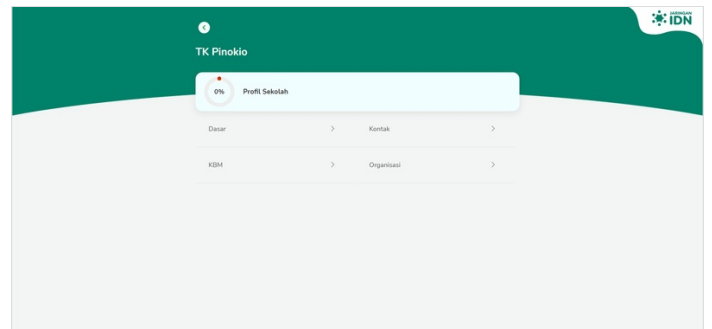 JARINGAN
IDN
TK Pinokio
0%
Profil Sekolah
Dasar
Kontak
KBM
Organisasi